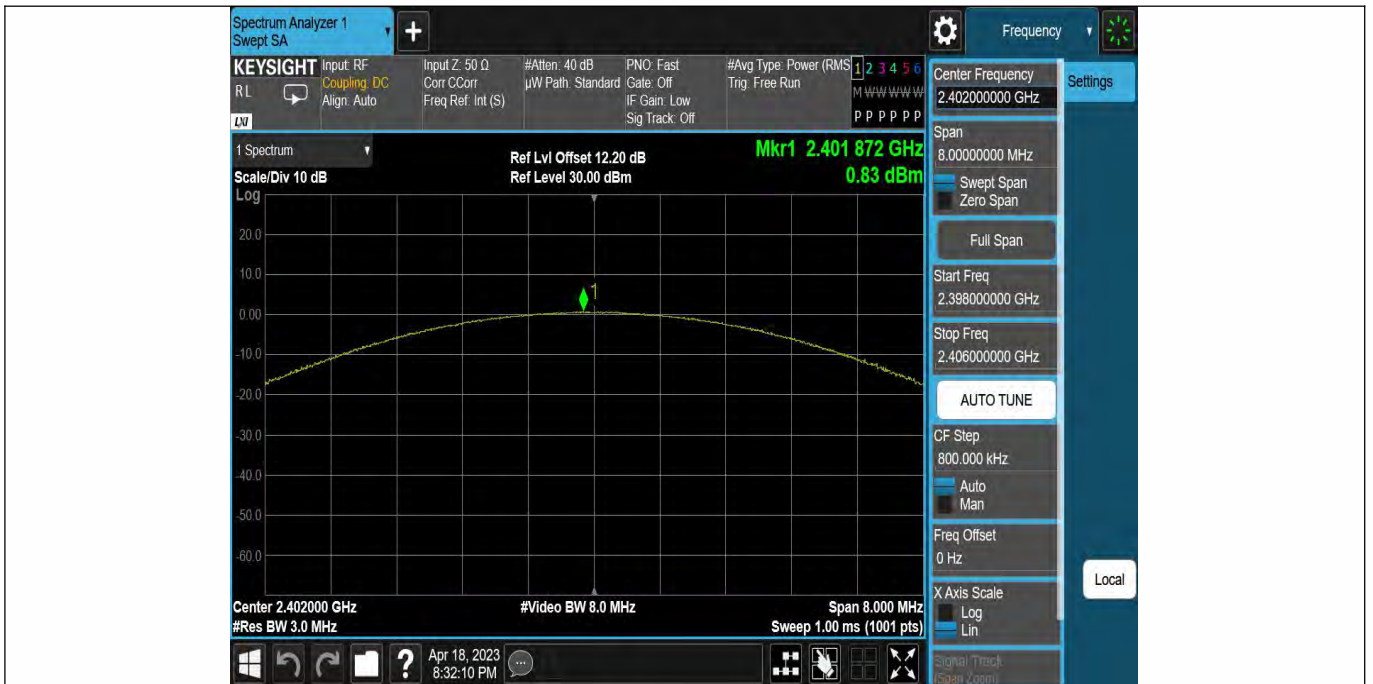 Spectrum Analyzer 1
Swept SA
+
Frequency
KEYSIGHT
R L
LXI
Input: RF
Coupling: DC
Align: Auto
Input Z: 50 Ω
Corr CCorr
Freq Ref: Int (S)
#Atten: 40 dB
µW Path: Standard
PNO: Fast
Gate: Off
IF Gain: Low
Sig Track: Off
#Avg Type: Power (RMS
Trig: Free Run
1 2 3 4 5 6
M W W W W W
P P P P P P
1 Spectrum
Scale/Div 10 dB
Ref Lvl Offset 12.20 dB
Ref Level 30.00 dBm
Mkr1 2.401 872 GHz
0.83 dBm
Log
20.0
10.0
0.00
-10.0
-20.0
-30.0
-40.0
-50.0
-60.0
1
Center 2.402000 GHz
#Res BW 3.0 MHz
#Video BW 8.0 MHz
Span 8.000 MHz
Sweep 1.00 ms (1001 pts)
?
Apr 18, 2023
8:32:10 PM
Center Frequency
2.402000000 GHz
Settings
Span
8.00000000 MHz
Swept Span
Zero Span
Full Span
Start Freq
2.398000000 GHz
Stop Freq
2.406000000 GHz
AUTO TUNE
CF Step
800.000 kHz
Auto
Man
Freq Offset
0 Hz
X Axis Scale
Log
Lin
Signal Track
(Span Zoom)
Local